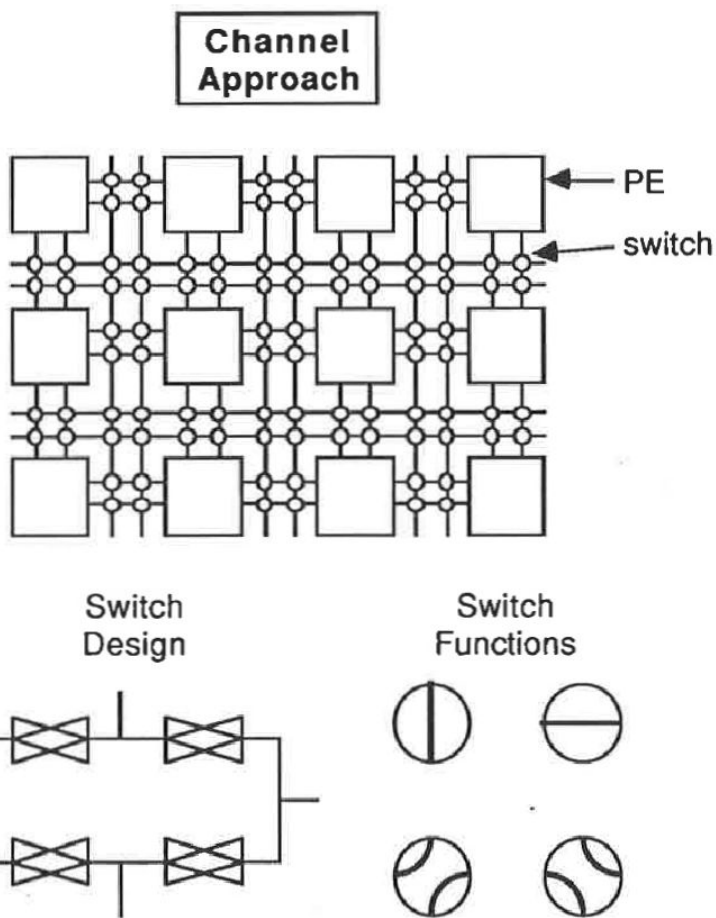 Channel
Approach
PE
switch
Switch
Design
Switch
Functions